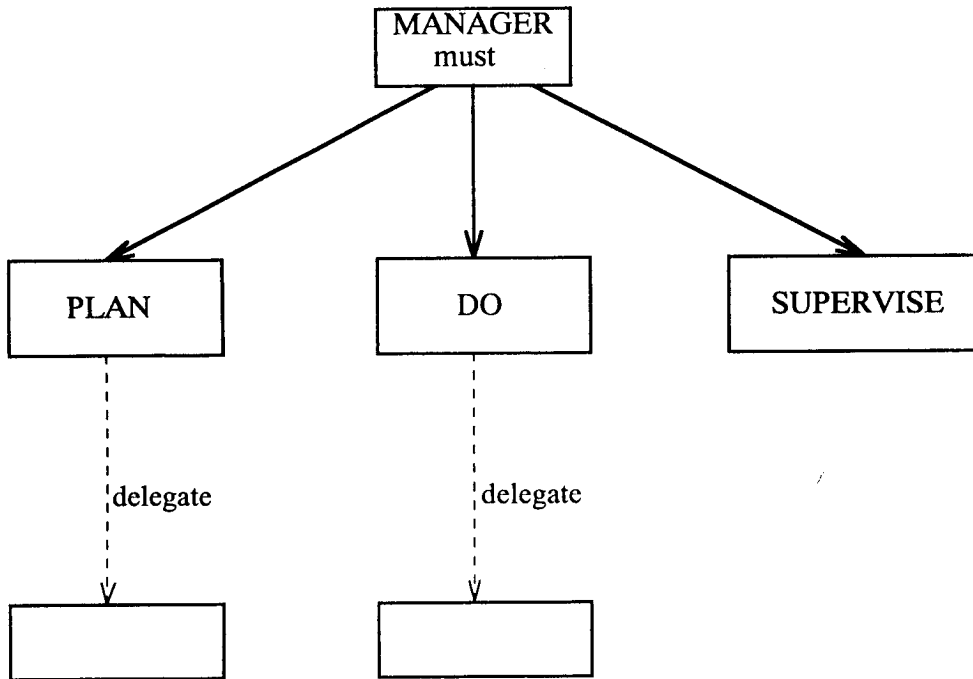 MANAGER
must
PLAN
DO
SUPERVISE
delegate
delegate